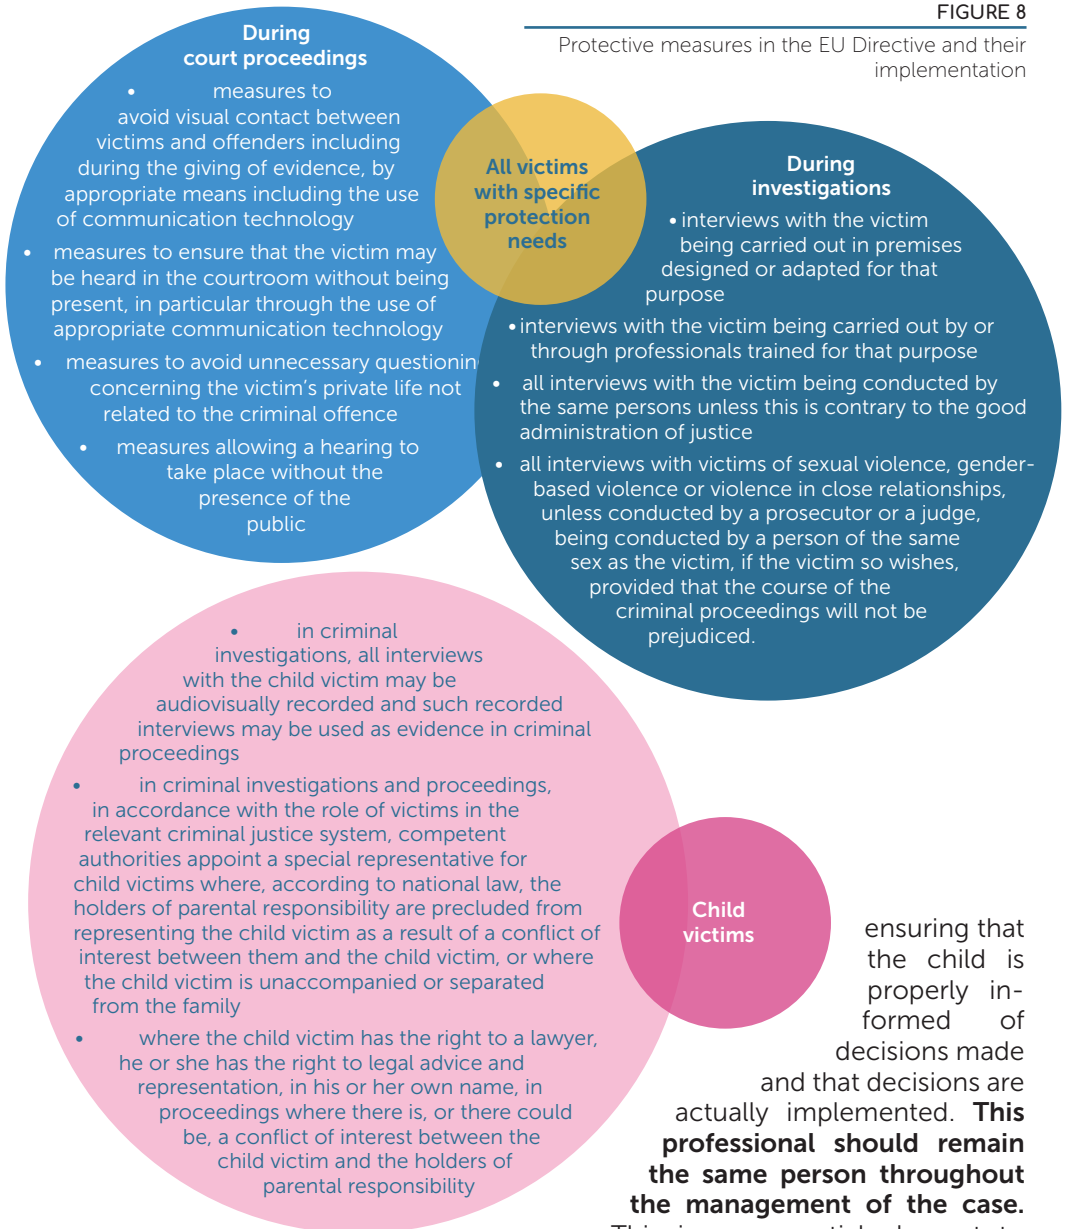 FIGURE 8
Protective measures in the EU Directive and their
implementation
During
court proceedings
• measures to
avoid visual contact between
victims and offenders including
during the giving of evidence, by
appropriate means including the use
of communication technology
• measures to ensure that the victim may
be heard in the courtroom without being
present, in particular through the use of
appropriate communication technology
• measures to avoid unnecessary questionin
concerning the victim's private life not
related to the criminal offence
• measures allowing a hearing to
take place without the
presence of the
public
All victims
with specific
protection
needs
During
investigations
• interviews with the victim
being carried out in premises
designed or adapted for that
purpose
• interviews with the victim being carried out by or
through professionals trained for that purpose
• all interviews with the victim being conducted by
the same persons unless this is contrary to the good
administration of justice
• all interviews with victims of sexual violence, gender-
based violence or violence in close relationships,
unless conducted by a prosecutor or a judge,
being conducted by a person of the same
sex as the victim, if the victim so wishes,
provided that the course of the
criminal proceedings will not be
prejudiced.
• in criminal
investigations, all interviews
with the child victim may be
audiovisually recorded and such recorded
interviews may be used as evidence in criminal
proceedings
• in criminal investigations and proceedings,
in accordance with the role of victims in the
relevant criminal justice system, competent
authorities appoint a special representative for
child victims where, according to national law, the
holders of parental responsibility are precluded from
representing the child victim as a result of a conflict of
interest between them and the child victim, or where
the child victim is unaccompanied or separated
from the family
• where the child victim has the right to a lawyer,
he or she has the right to legal advice and
representation, in his or her own name, in
proceedings where there is, or there could
be, a conflict of interest between the
child victim and the holders of
parental responsibility
Child
victims
ensuring that
the child is
properly in-
formed of
decisions made
and that decisions are
actually implemented. This
professional should remain
the same person throughout
the management of the case.